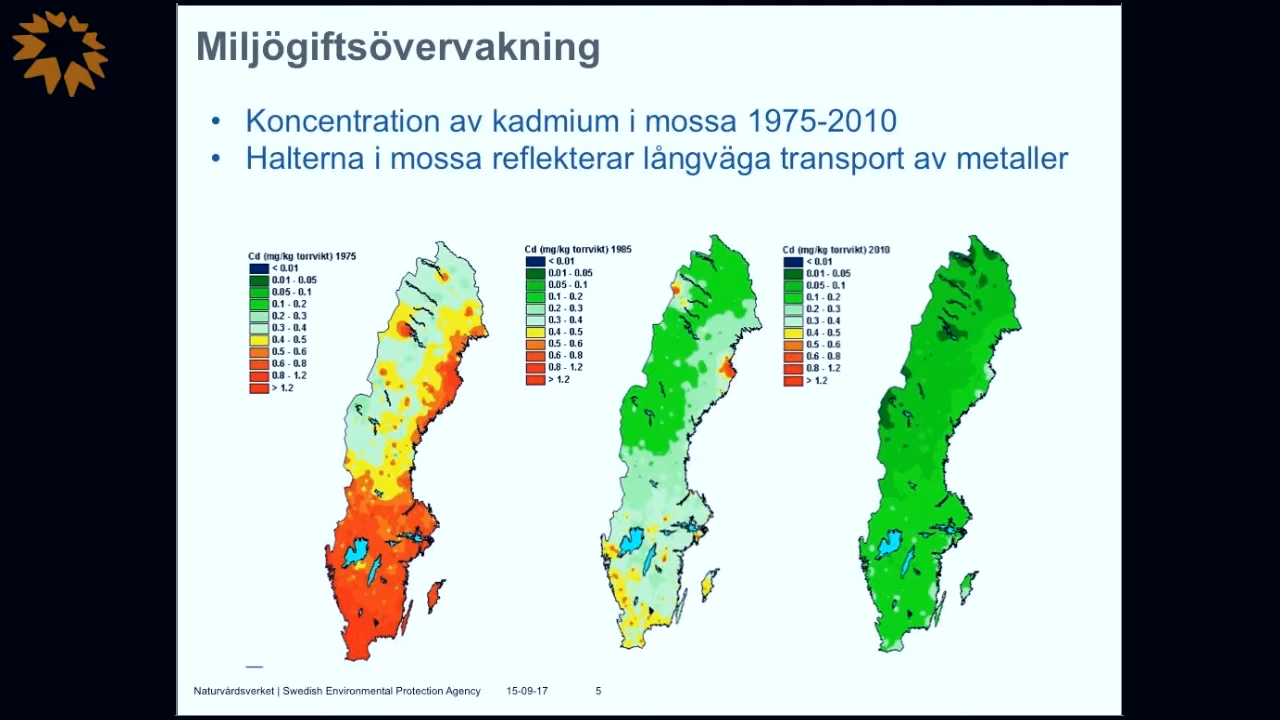 Miljögiftsövervakning
• Koncentration av kadmium i mossa 1975-2010
• Halterna i mossa reflekterar långväga transport av metaller
Cd (mg/kg torrvikt) 1975
< 0.01
0.01 - 0.05
0.05 - 0.1
0.1 - 0.2
0.2 - 0.3
0.3 - 0.4
0.4 - 0.5
0.5 - 0.6
0.6 - 0.8
0.8 - 1.2
> 1.2
Cd (mg/kg torrvikt) 1985
< 0.01
0.01 - 0.05
0.05 - 0.1
0.1 - 0.2
0.2 - 0.3
0.3 - 0.4
0.4 - 0.5
0.5 - 0.6
0.6 - 0.8
0.8 - 1.2
> 1.2
Cd (mg/kg torrvikt) 2010
< 0.01
0.01 - 0.05
0.05 - 0.1
0.1 - 0.2
0.2 - 0.3
0.3 - 0.4
0.4 - 0.5
0.5 - 0.6
0.6 - 0.8
0.8 - 1.2
> 1.2
Naturvårdsverket | Swedish Environmental Protection Agency 15-09-17 5